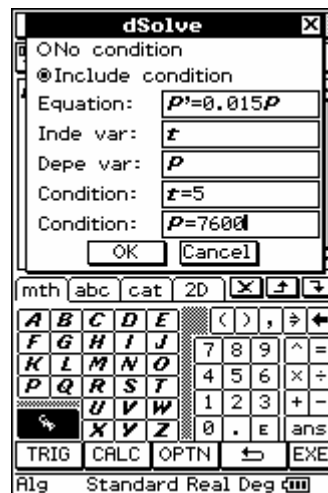 dSolve X
No condition
Include condition
Equation: P'=0.015P
Inde var: t
Depe var: P
Condition: t=5
Condition: P=7600
OK Cancel
mth abc cat 2D
A B C D E ( ) ,
F G H I J 7 8 9 ^ =
K L M N O 4 5 6 × ÷
P Q R S T 1 2 3 + -
U V W
X Y Z 0 . E ans
TRIG CALC OPTN EXE
Alg Standard Real Deg